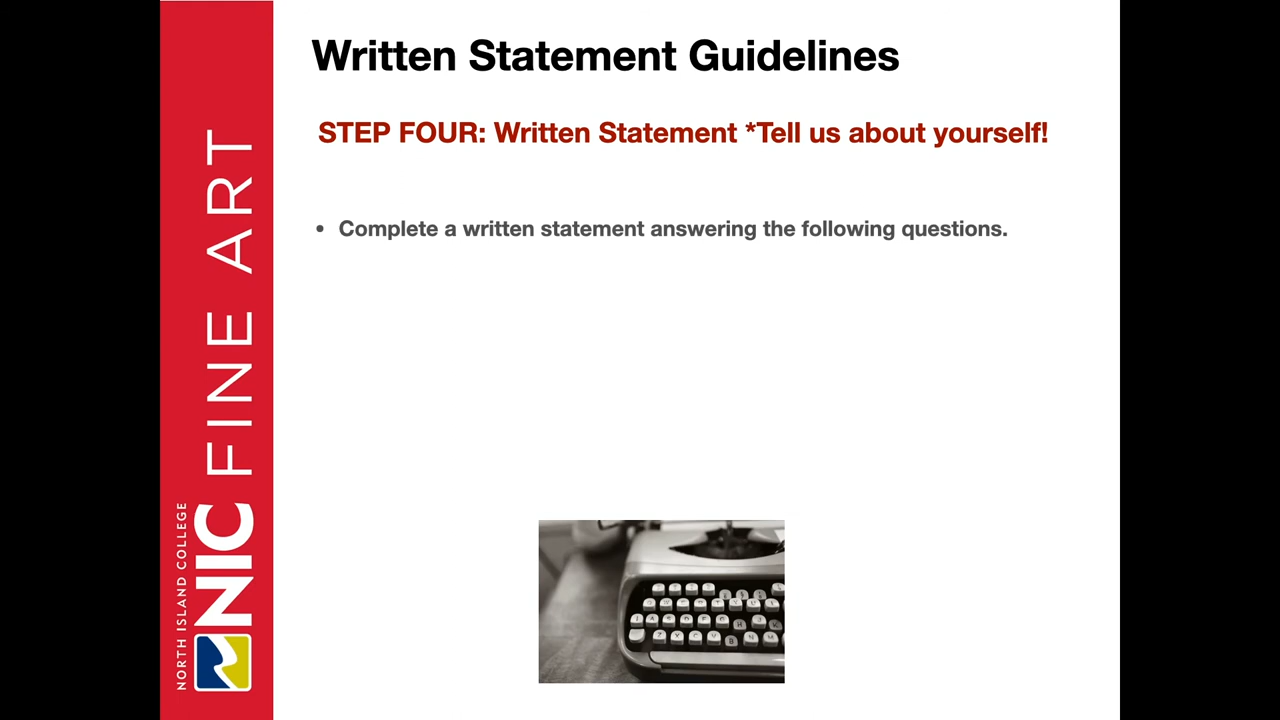 Written Statement Guidelines
STEP FOUR: Written Statement *Tell us about yourself!
• Complete a written statement answering the following questions.
FINE ART
NIC
NORTH ISLAND COLLEGE